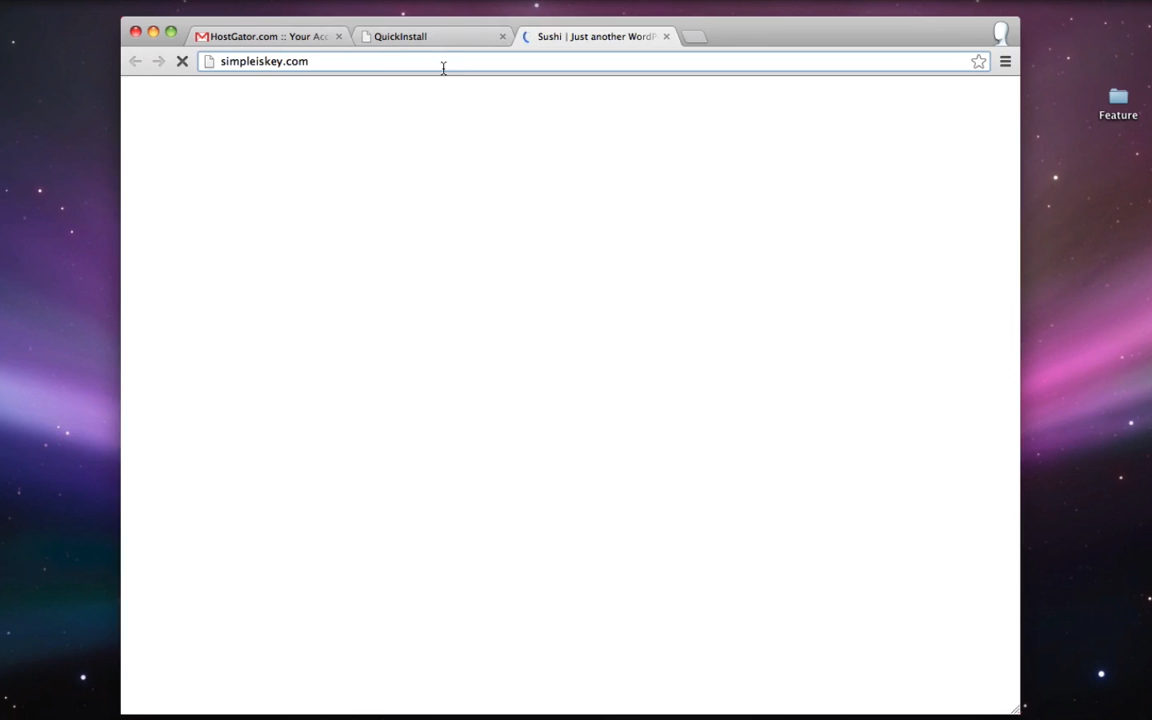 HostGator.com :: Your Acc
QuickInstall
Sushi | Just another WordP
simpleiskey.com
Feature